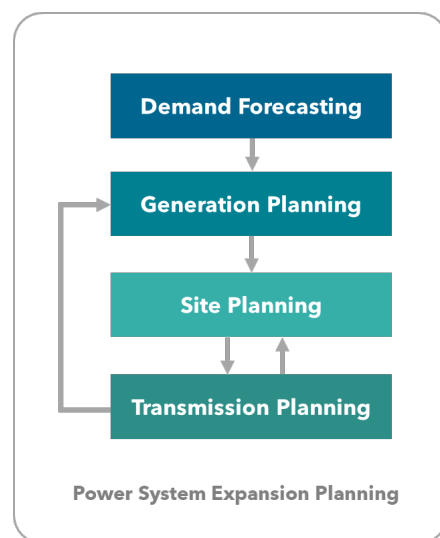 Demand Forecasting
Generation Planning
Site Planning
Transmission Planning
Power System Expansion Planning